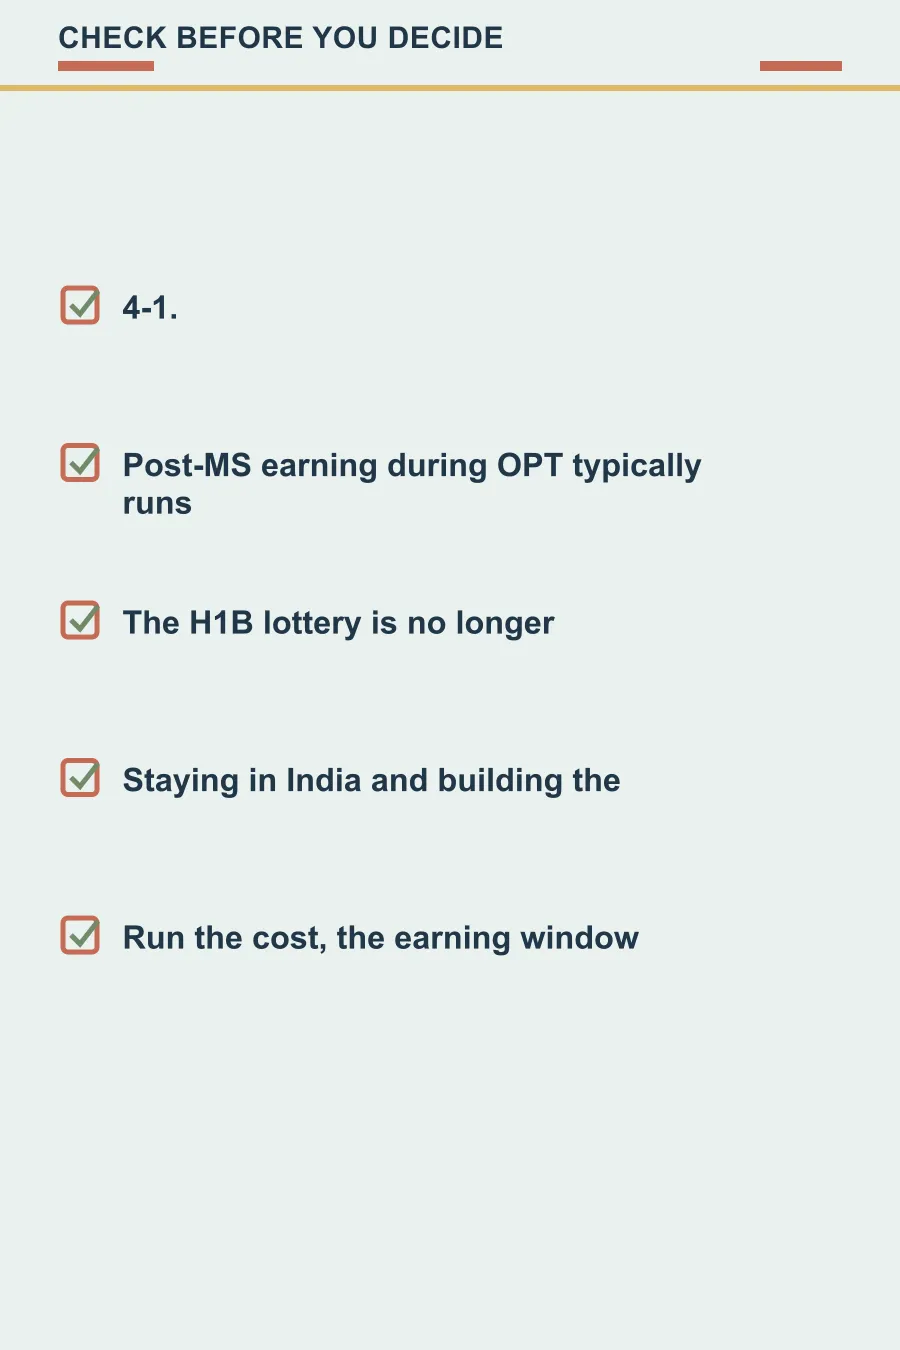 CHECK BEFORE YOU DECIDE
4-1.
Post-MS earning during OPT typically
runs
The H1B lottery is no longer
Staying in India and building the
Run the cost, the earning window